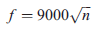 f = 9000√n